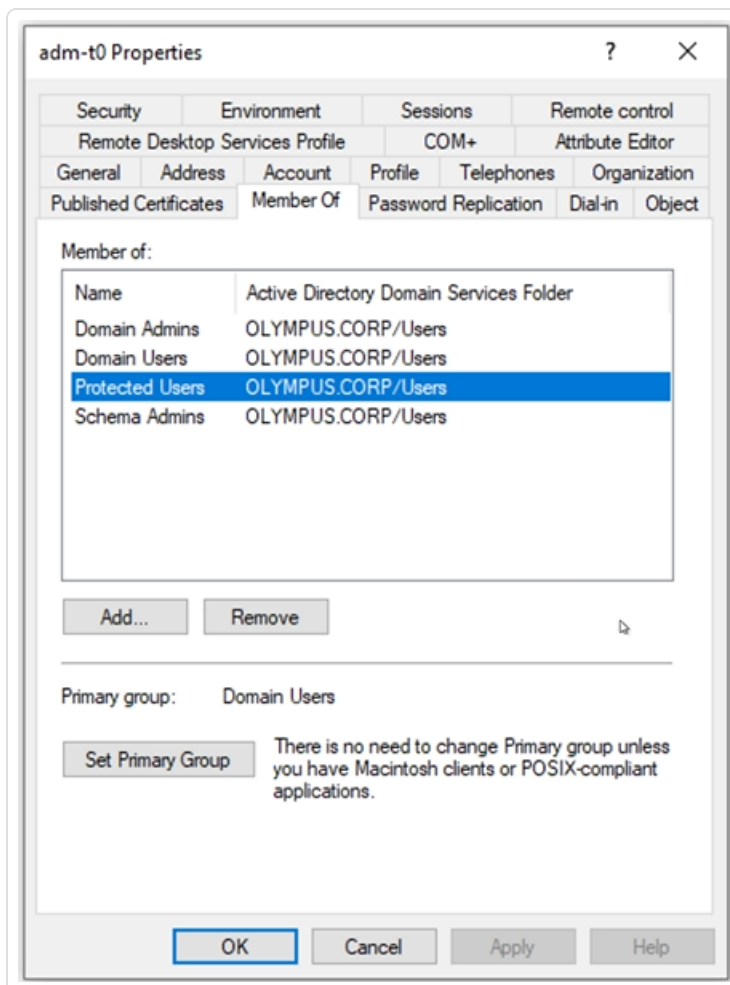 adm-t0 Properties ?
Security Environment Sessions Remote control
Remote Desktop Services Profile COM+ Attribute Editor
General Address Account Profile Telephones Organization
Published Certificates Member Of Password Replication Dial-in Object
Member of:
Name Active Directory Domain Services Folder
Domain Admins OLYMPUS.CORP/Users
Domain Users OLYMPUS.CORP/Users
Protected Users OLYMPUS.CORP/Users
Schema Admins OLYMPUS.CORP/Users
Add... Remove
Primary group: Domain Users
Set Primary Group
There is no need to change Primary group unless
you have Macintosh clients or POSIX-compliant
applications.
OK Cancel Apply Help